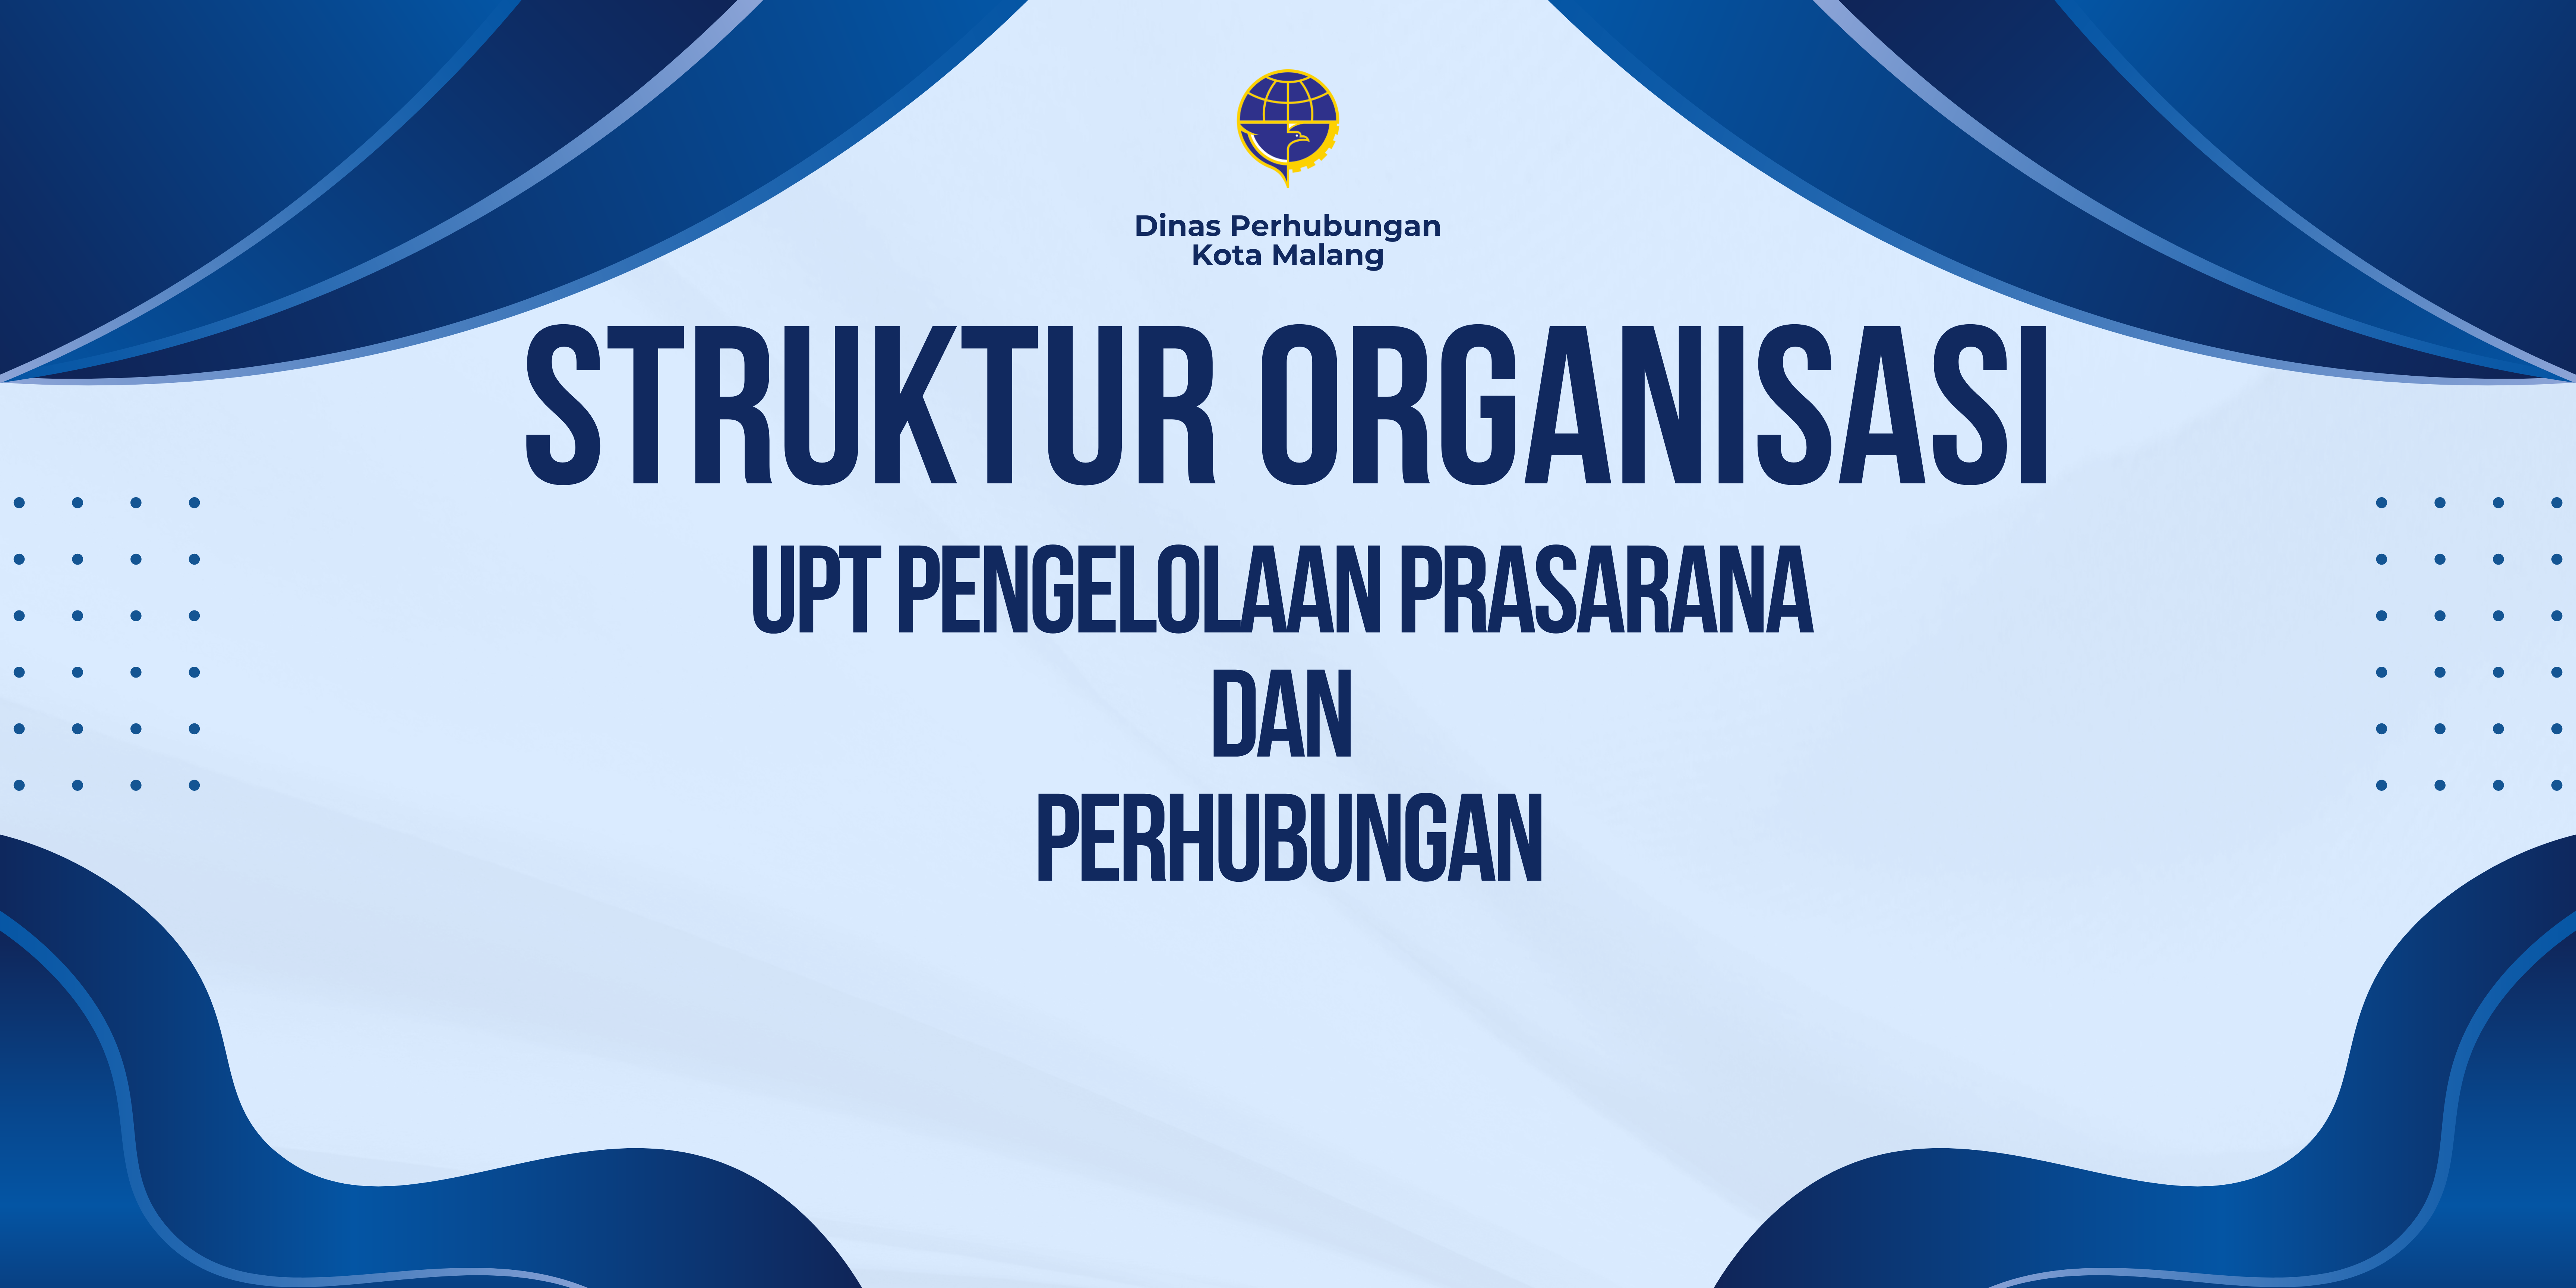 Dinas Perhubungan
Kota Malang
STRUKTUR ORGANISASI
UPT PENGELOLAAN PRASARANA
DAN
PERHUBUNGAN